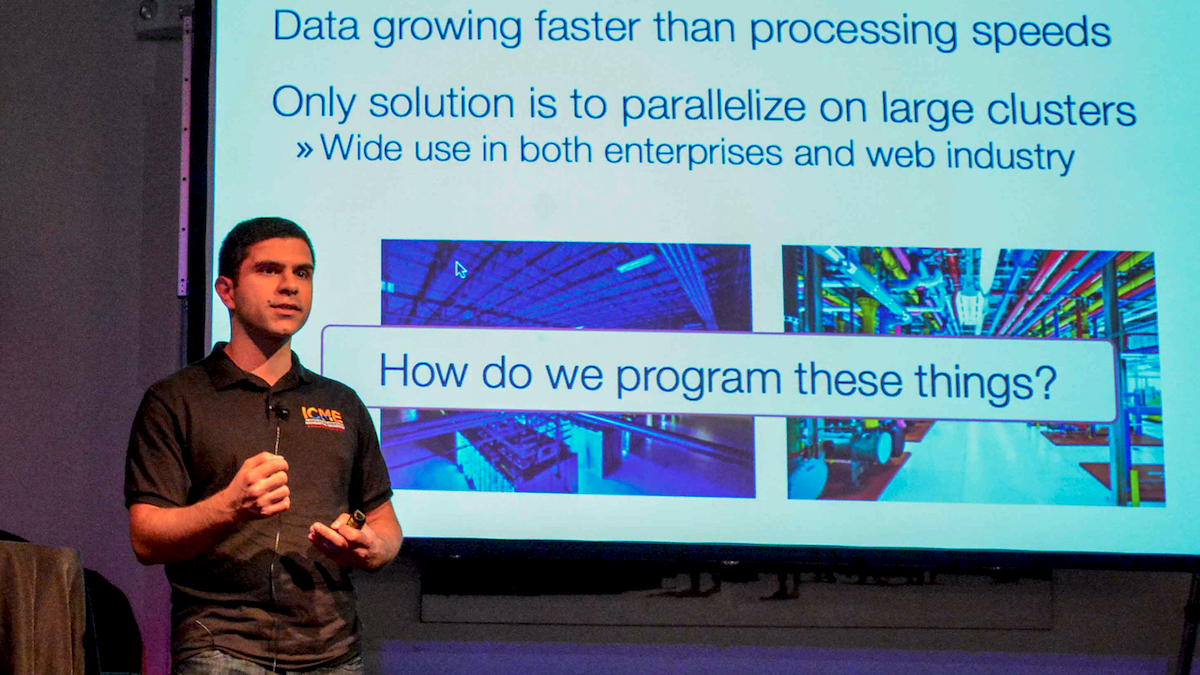 Data growing faster than processing speeds
Only solution is to parallelize on large clusters
» Wide use in both enterprises and web industry
How do we program these things?
ICME